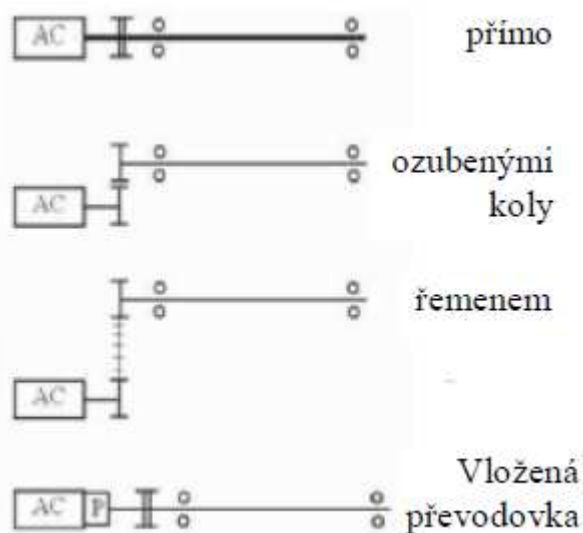 AC přímo
ozubenými
AC koly
řemenem
AC
Vložená
AC P převodovka